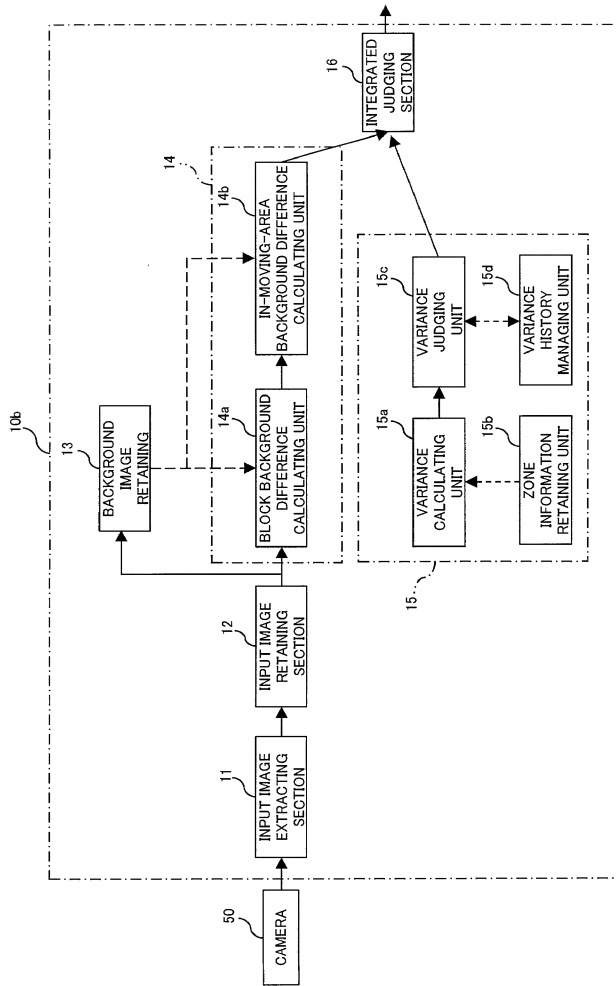 10b
50
CAMERA
11
INPUT IMAGE
EXTRACTING
SECTION
12
INPUT IMAGE
RETAINING
SECTION
13
BACKGROUND
IMAGE
RETAINING
14
14a
BLOCK BACKGROUND
DIFFERENCE
CALCULATING UNIT
14b
IN-MOVING-AREA
BACKGROUND DIFFERENCE
CALCULATING UNIT
15
15a
VARIANCE
CALCULATING
UNIT
15b
ZONE
INFORMATION
RETAINING UNIT
15c
VARIANCE
JUDGING
UNIT
15d
VARIANCE
HISTORY
MANAGING UNIT
16
INTEGRATED
JUDGING
SECTION